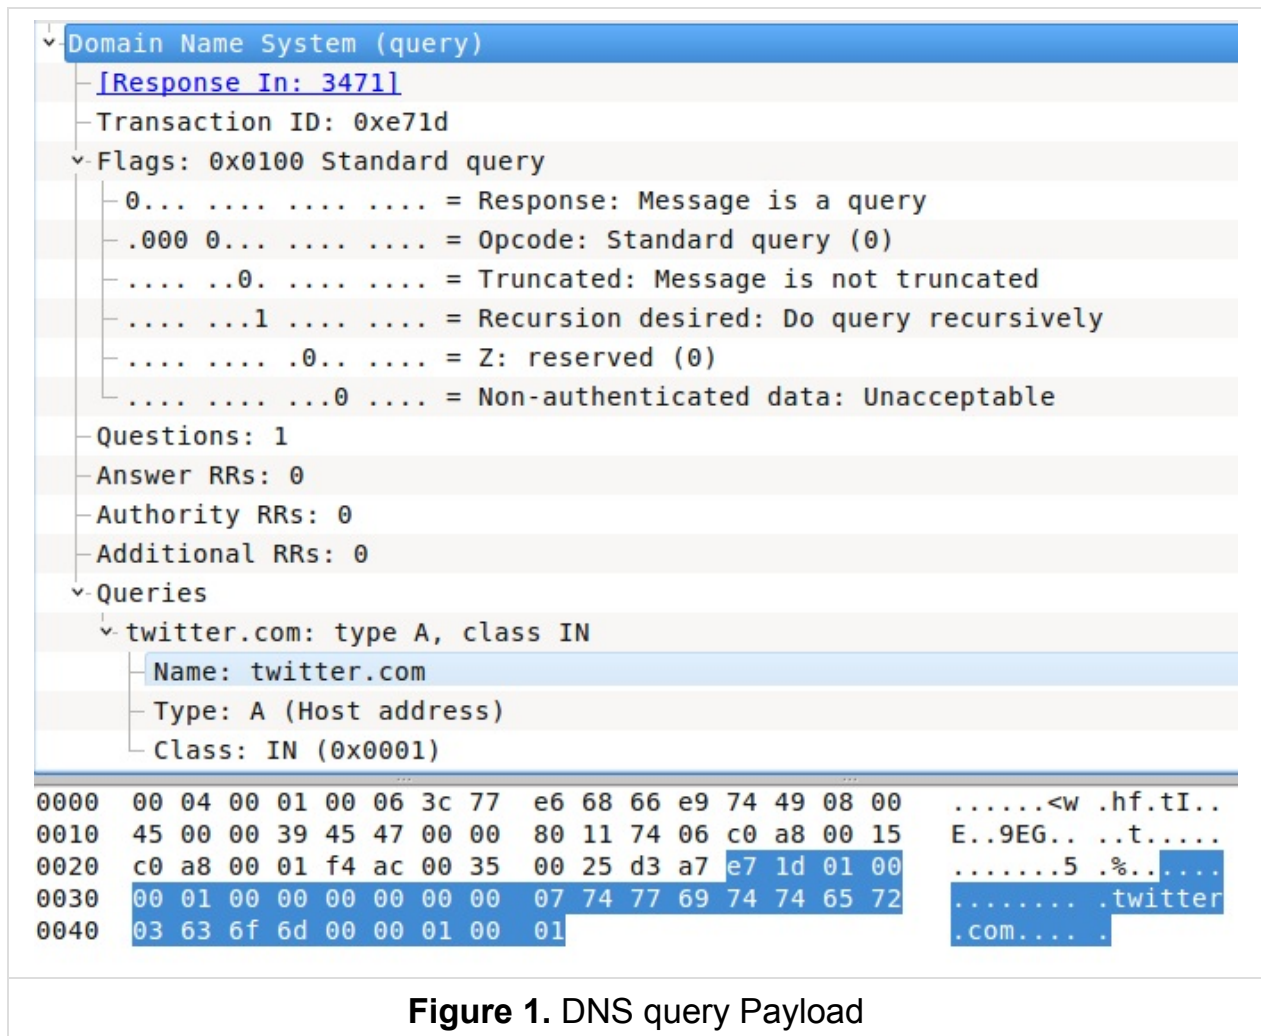 Domain Name System (query)
[Response In: 3471]
Transaction ID: 0xe71d
Flags: 0x0100 Standard query
0... .... .... .... = Response: Message is a query
.000 0... .... .... = Opcode: Standard query (0)
.... ..0. .... .... = Truncated: Message is not truncated
.... ...1 .... .... = Recursion desired: Do query recursively
.... .... .0.. .... = Z: reserved (0)
.... .... ...0 .... = Non-authenticated data: Unacceptable
Questions: 1
Answer RRs: 0
Authority RRs: 0
Additional RRs: 0
Queries
twitter.com: type A, class IN
Name: twitter.com
Type: A (Host address)
Class: IN (0x0001)
0000 00 04 00 01 00 06 3c 77 e6 68 66 e9 74 49 08 00 ......<w .hf.tI..
0010 45 00 00 39 45 47 00 00 80 11 74 06 c0 a8 00 15 E..9EG.. ..t.....
0020 c0 a8 00 01 f4 ac 00 35 00 25 d3 a7 e7 1d 01 00 .......5 .%......
0030 00 01 00 00 00 00 00 00 07 74 77 69 74 74 65 72 ........ .twitter
0040 03 63 6f 6d 00 00 01 00 01 .com.... .
Figure 1. DNS query Payload